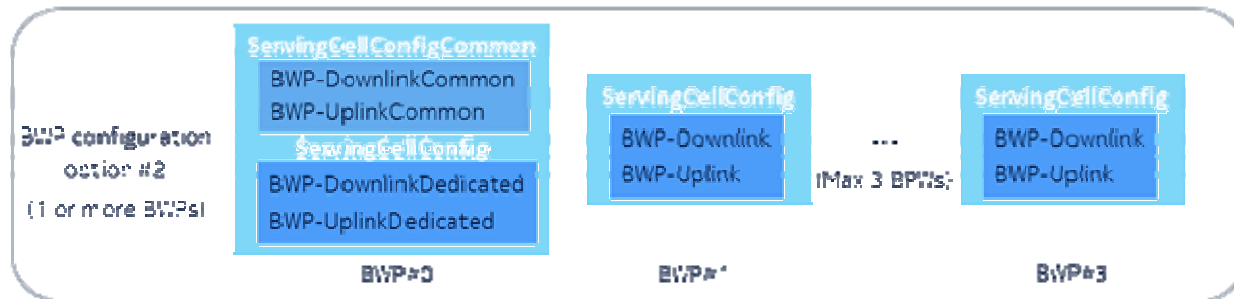 BWP configuration
option #2
(1 or more BWPs)
ServingCellConfigCommon
BWP-DownlinkCommon
BWP-UplinkCommon
ServingCellConfig
BWP-DownlinkDedicated
BWP-UplinkDedicated
BWP#0
ServingCellConfig
BWP-Downlink
BWP-Uplink
BWP#1
...
(Max 3 BPWs)
ServingCellConfig
BWP-Downlink
BWP-Uplink
BWP#3